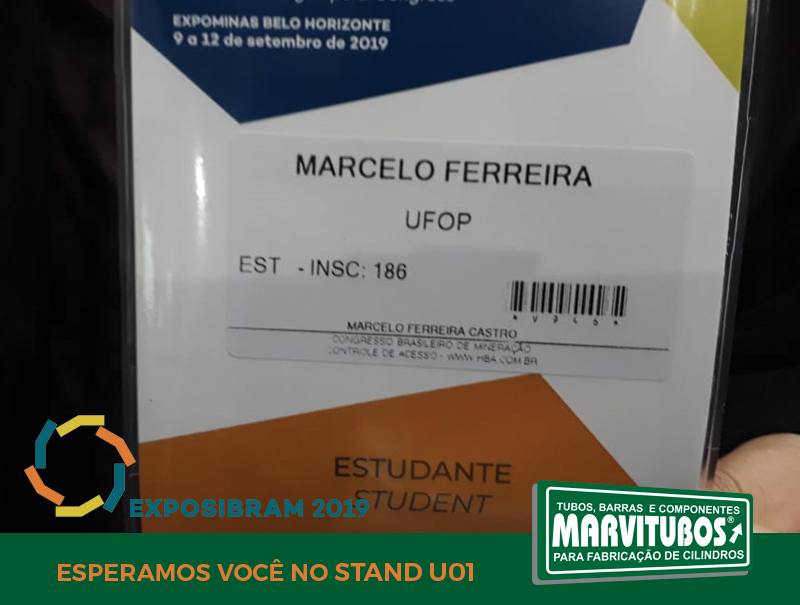 EXPOMINAS BELO HORIZONTE
9 a 12 de setembro de 2019
MARCELO FERREIRA
UFOP
EST - INSC: 186
MARCELO FERREIRA CASTRO
CONGRESSO BRASILEIRO DE MINERAÇÃO
CONTROLE DE ACESSO - WWW.HBA.COM.BR
ESTUDANTE
STUDENT
EXPOSIBRAM 2019
TUBOS, BARRAS E COMPONENTES
MARVITUBOS®
PARA FABRICAÇÃO DE CILINDROS
ESPERAMOS VOCÊ NO STAND U01